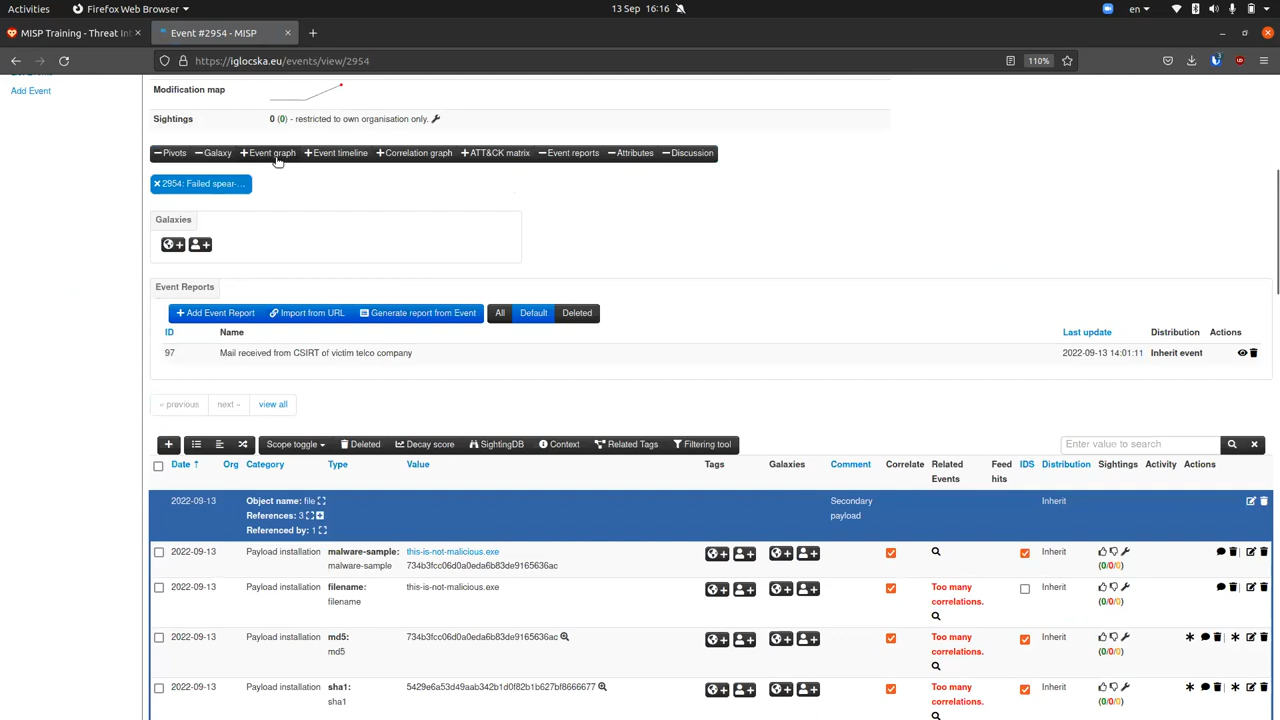 Activities
Firefox Web Browser
13 Sep 16:16
en
MISP Training - Threat Int
Event #2954 - MISP
https://iglocska.eu/events/view/2954
110%
Add Event
Modification map
Sightings
0 (0) - restricted to own organisation only.
Pivots
Galaxy
Event graph
Event timeline
Correlation graph
ATT&CK matrix
Event reports
Attributes
Discussion
2954: Failed spear-...
Galaxies
Event Reports
Add Event Report
Import from URL
Generate report from Event
All
Default
Deleted
ID
Name
Last update
Distribution
Actions
97
Mail received from CSIRT of victim telco company
2022-09-13 14:01:11
Inherit event
« previous
next »
view all
Scope toggle
Deleted
Decay score
SightingDB
Context
Related Tags
Filtering tool
Enter value to search
Date
Org
Category
Type
Value
Tags
Galaxies
Comment
Correlate
Related Events
Feed hits
IDS
Distribution
Sightings
Activity
Actions
2022-09-13
Object name: file
References: 3
Referenced by: 1
Secondary payload
Inherit
2022-09-13
Payload installation
malware-sample:
malware-sample
this-is-not-malicious.exe
734b3fcc06d0a0eda6b83de9165636ac
Inherit
(0/0/0)
2022-09-13
Payload installation
filename:
filename
this-is-not-malicious.exe
Too many correlations.
Inherit
(0/0/0)
2022-09-13
Payload installation
md5:
md5
734b3fcc06d0a0eda6b83de9165636ac
Too many correlations.
Inherit
(0/0/0)
2022-09-13
Payload installation
sha1:
sha1
5429e6a53d49aab342b1d0f82b1b627bf8666677
Too many correlations.
Inherit
(0/0/0)